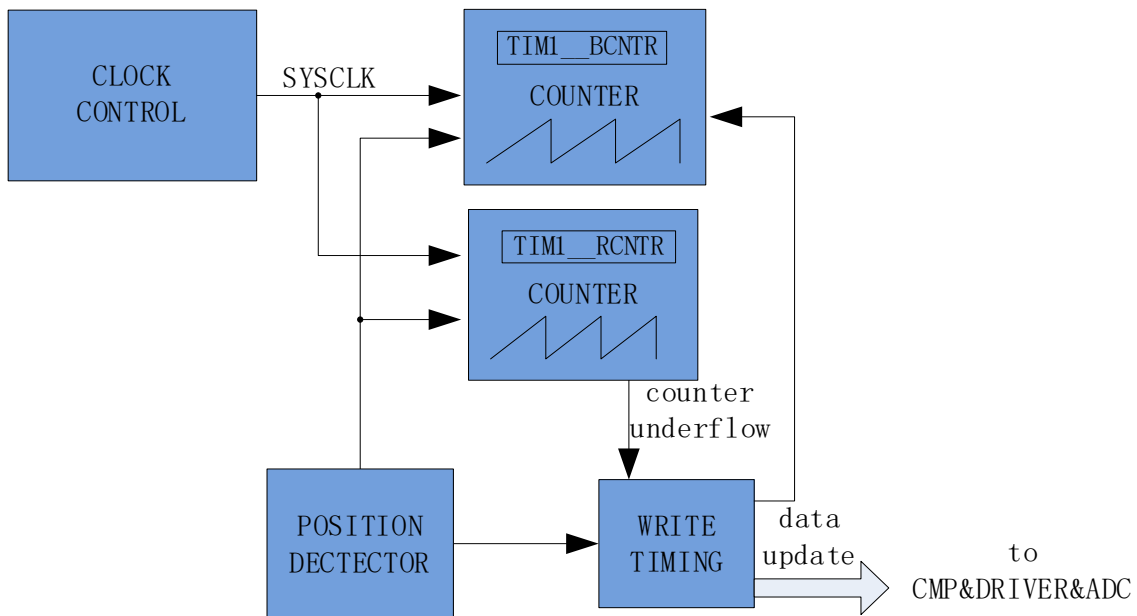 CLOCK
CONTROL
SYSCLK
TIM1__BCNTR
COUNTER
TIM1__RCNTR
COUNTER
counter
underflow
POSITION
DECTECTOR
WRITE
TIMING
data
update
to
CMP&DRIVER&ADC